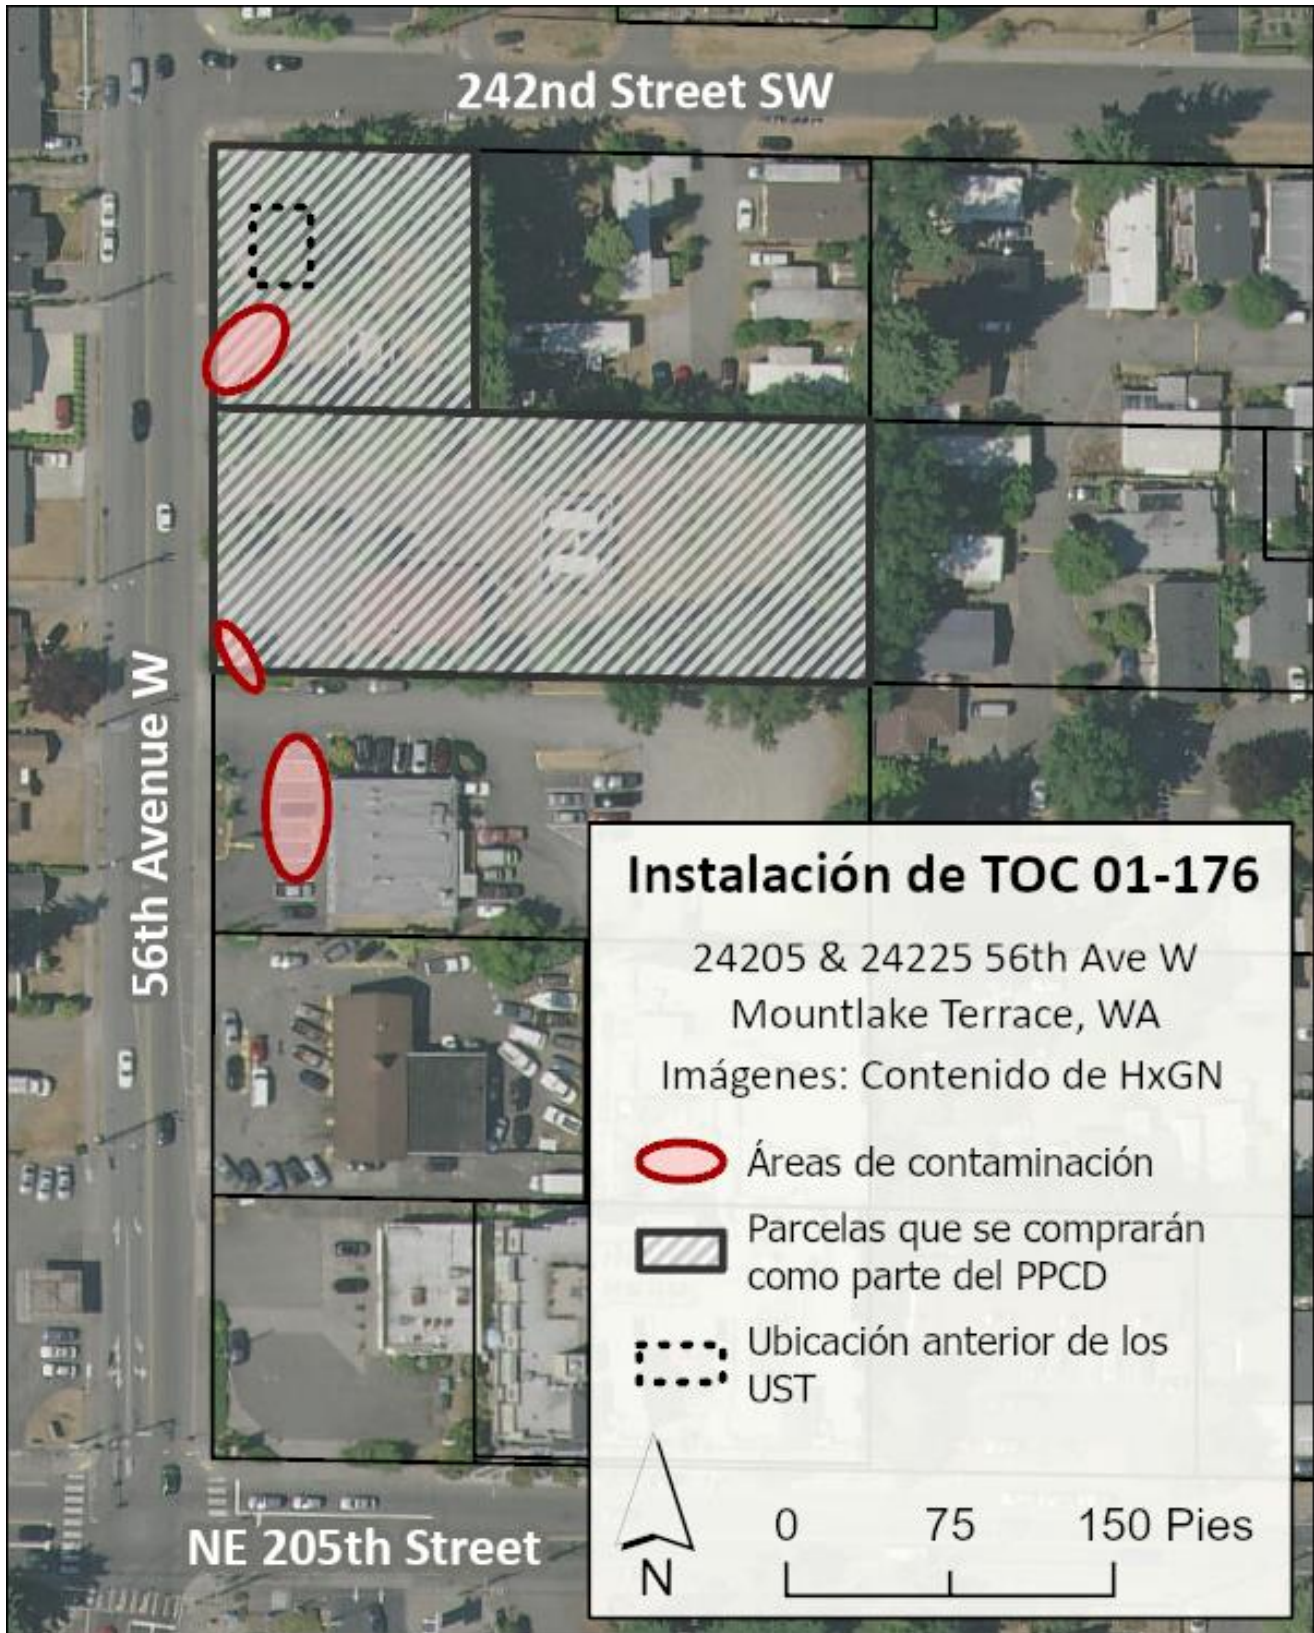 242nd Street SW
56th Avenue W
Instalación de TOC 01-176
24205 & 24225 56th Ave W
Mountlake Terrace, WA
Imágenes: Contenido de HxGN
Áreas de contaminación
Parcelas que se comprarán
como parte del PPCD
Ubicación anterior de los
UST
N
0 75 150 Pies
NE 205th Street